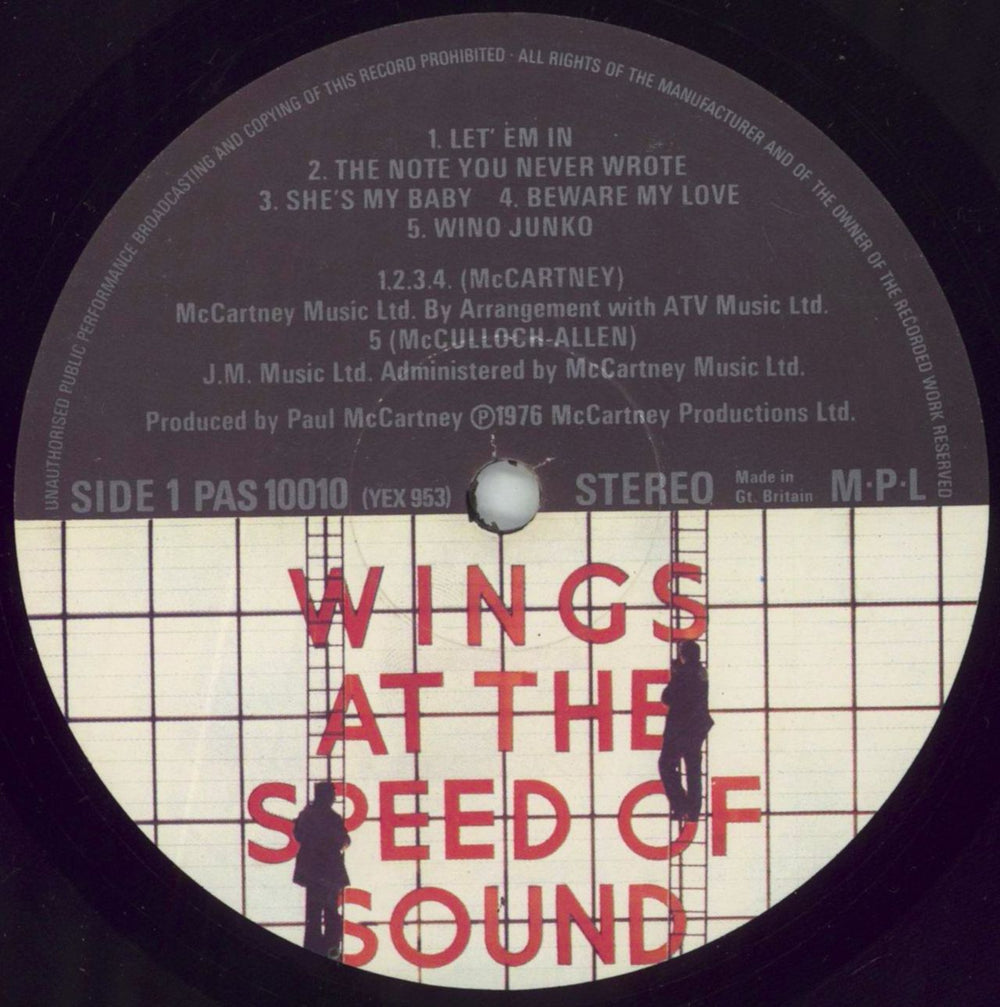 UNAUTHORISED PUBLIC PERFORMANCE BROADCASTING AND COPYING OF THIS RECORD PROHIBITED · ALL RIGHTS OF THE MANUFACTURER AND OF THE OWNER OF THE RECORDED WORK RESERVED
1. LET' EM IN
2. THE NOTE YOU NEVER WROTE
3. SHE'S MY BABY 4. BEWARE MY LOVE
5. WINO JUNKO
1.2.3.4. (McCARTNEY)
McCartney Music Ltd. By Arrangement with ATV Music Ltd.
5 (McCULLOCH-ALLEN)
J.M. Music Ltd. Administered by McCartney Music Ltd.
Produced by Paul McCartney ℗1976 McCartney Productions Ltd.
SIDE 1 PAS 10010 (YEX 953) STEREO Made in Gt. Britain M·P·L
WINGS
AT THE
SPEED OF
SOUND